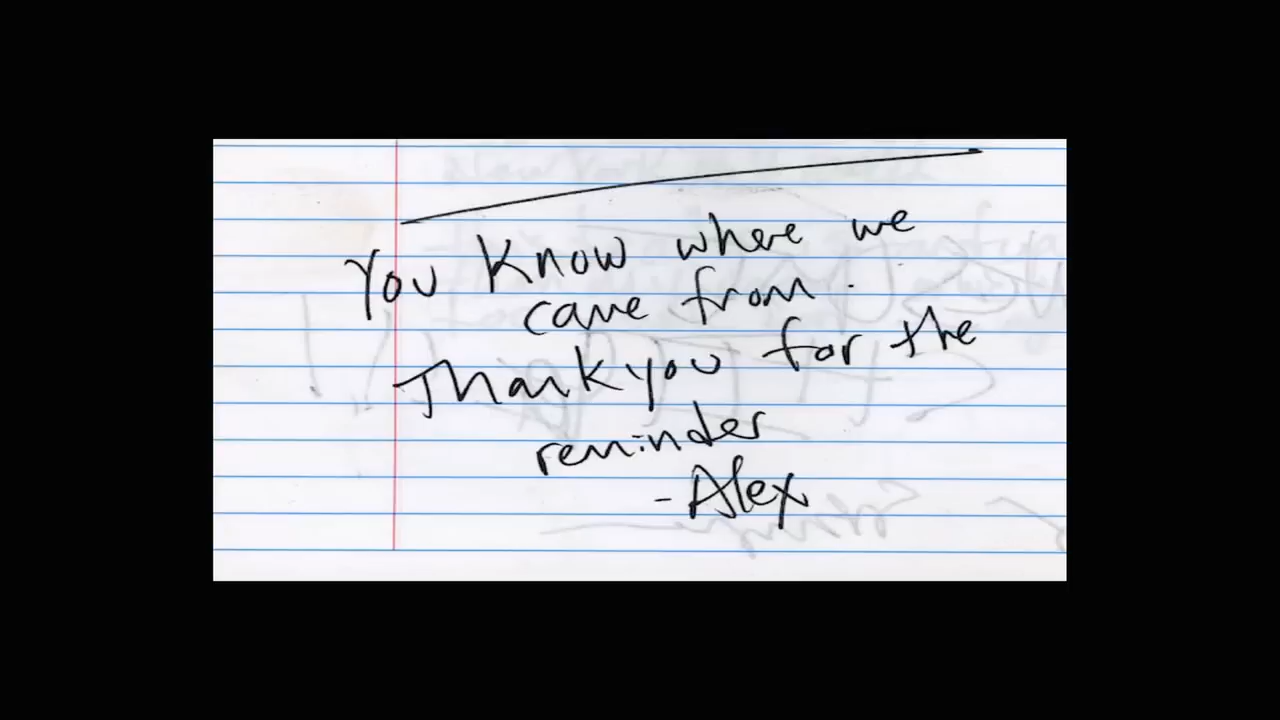 You know where we
came from.
Thank you for the
reminder
-Alex